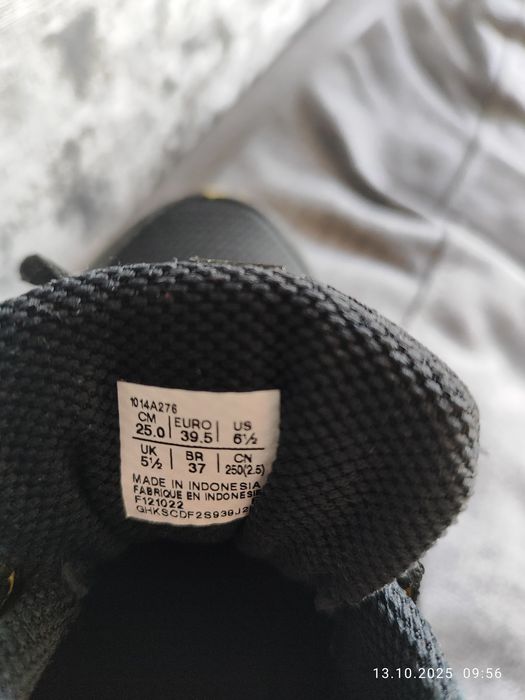 1014A276
CM EURO US
25.0 39.5 6½
UK BR CN
5½ 37 250(2.5)
MADE IN INDONESIA
FABRIQUE EN INDONESIE
F121022
13.10.2025 09:56